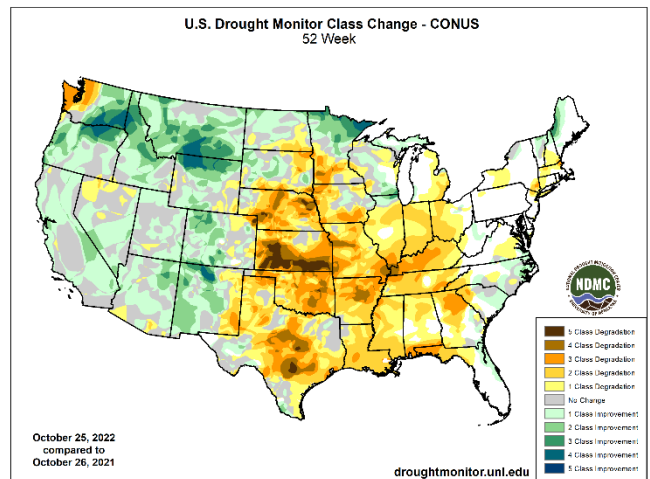 U.S. Drought Monitor Class Change - CONUS
52 Week
NDMC
5 Class Degradation
4 Class Degradation
3 Class Degradation
2 Class Degradation
1 Class Degradation
No Change
1 Class Improvement
2 Class Improvement
3 Class Improvement
4 Class Improvement
5 Class Improvement
October 25, 2022
compared to
October 26, 2021
droughtmonitor.unl.edu